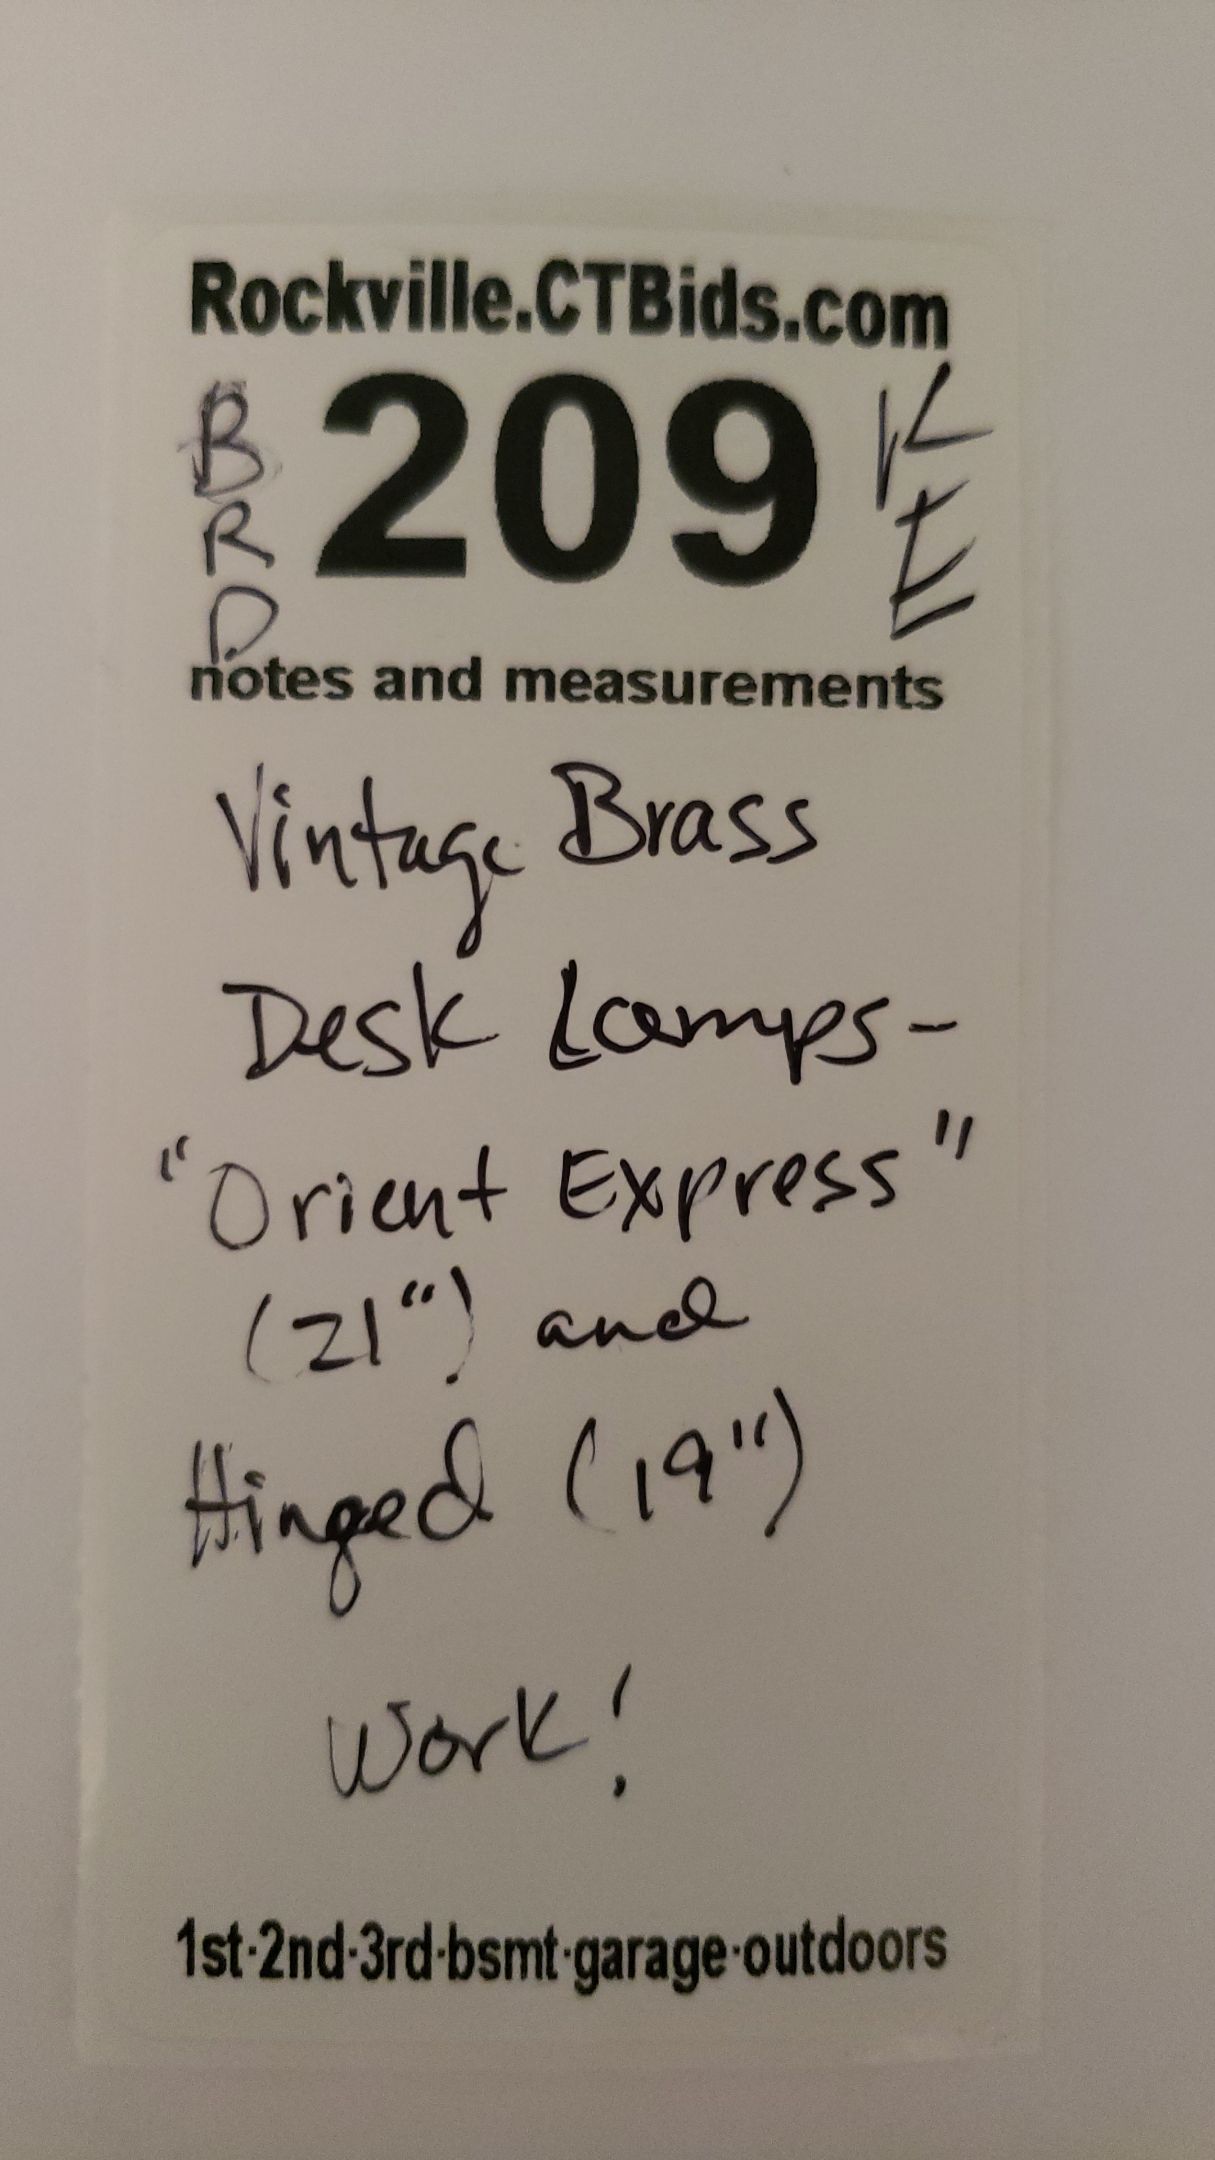 Rockville.CTBids.com
B 209 K
R E
D
notes and measurements
Vintage Brass
Desk Lamps-
"Orient Express"
(21") and
Hinged (19")
Work!
1st·2nd·3rd·bsmt·garage·outdoors